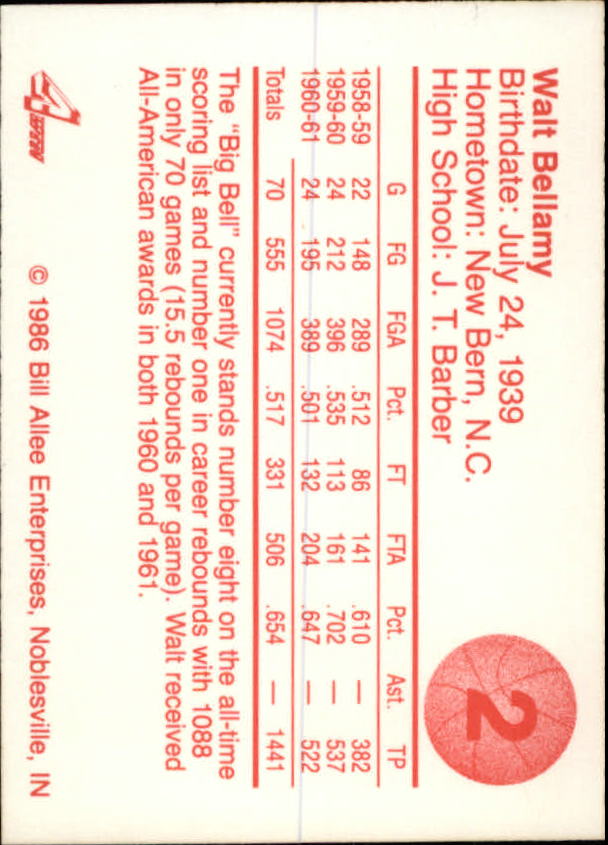 Walt Bellamy
Birthdate: July 24, 1939
Hometown: New Bern, N.C.
High School: J. T. Barber
2
G FG FGA Pct. FT FTA Pct. Ast. TP
1958-59 22 148 289 .512 86 141 .610 — 382
1959-60 24 212 396 .535 113 161 .702 — 537
1960-61 24 195 389 .501 132 204 .647 — 522
Totals 70 555 1074 .517 331 506 .654 — 1441
The "Big Bell" currently stands number eight on the all-time
scoring list and number one in career rebounds with 1088
in only 70 games (15.5 rebounds per game). Walt received
All-American awards in both 1960 and 1961.
© 1986 Bill Allee Enterprises, Noblesville, IN